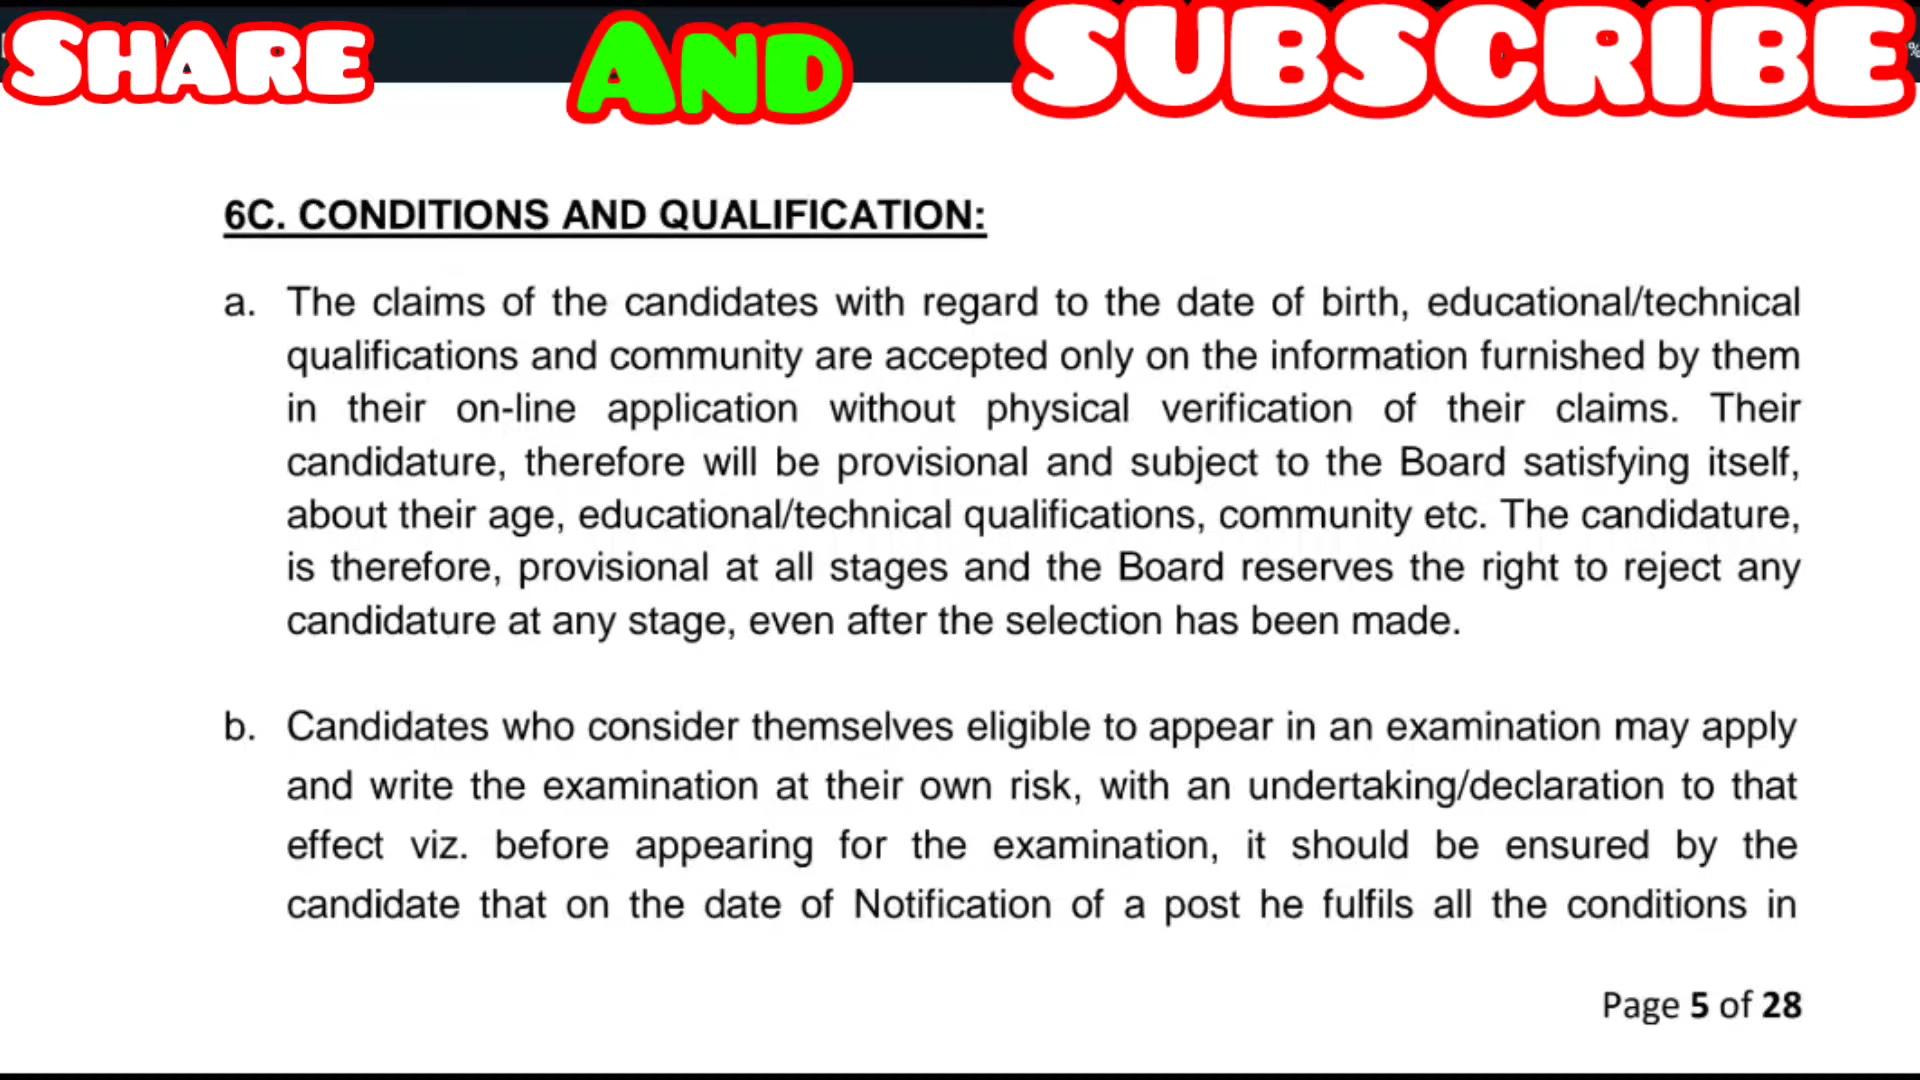 SHARE AND SUBSCRIBE
%
6C. CONDITIONS AND QUALIFICATION:
a. The claims of the candidates with regard to the date of birth, educational/technical
qualifications and community are accepted only on the information furnished by them
in their on-line application without physical verification of their claims. Their
candidature, therefore will be provisional and subject to the Board satisfying itself,
about their age, educational/technical qualifications, community etc. The candidature,
is therefore, provisional at all stages and the Board reserves the right to reject any
candidature at any stage, even after the selection has been made.
b. Candidates who consider themselves eligible to appear in an examination may apply
and write the examination at their own risk, with an undertaking/declaration to that
effect viz. before appearing for the examination, it should be ensured by the
candidate that on the date of Notification of a post he fulfils all the conditions in
Page 5 of 28